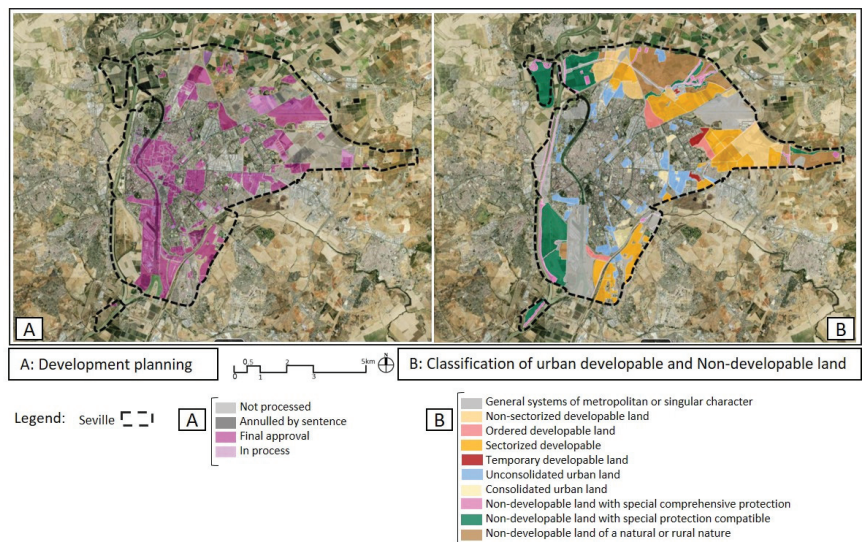 A
B
A: Development planning
0 0,5 1 2 3 5km
N
B: Classification of urban developable and Non-developable land
Legend: Seville
A
Not processed
Annulled by sentence
Final approval
In process
B
General systems of metropolitan or singular character
Non-sectorized developable land
Ordered developable land
Sectorized developable
Temporary developable land
Unconsolidated urban land
Consolidated urban land
Non-developable land with special comprehensive protection
Non-developable land with special protection compatible
Non-developable land of a natural or rural nature